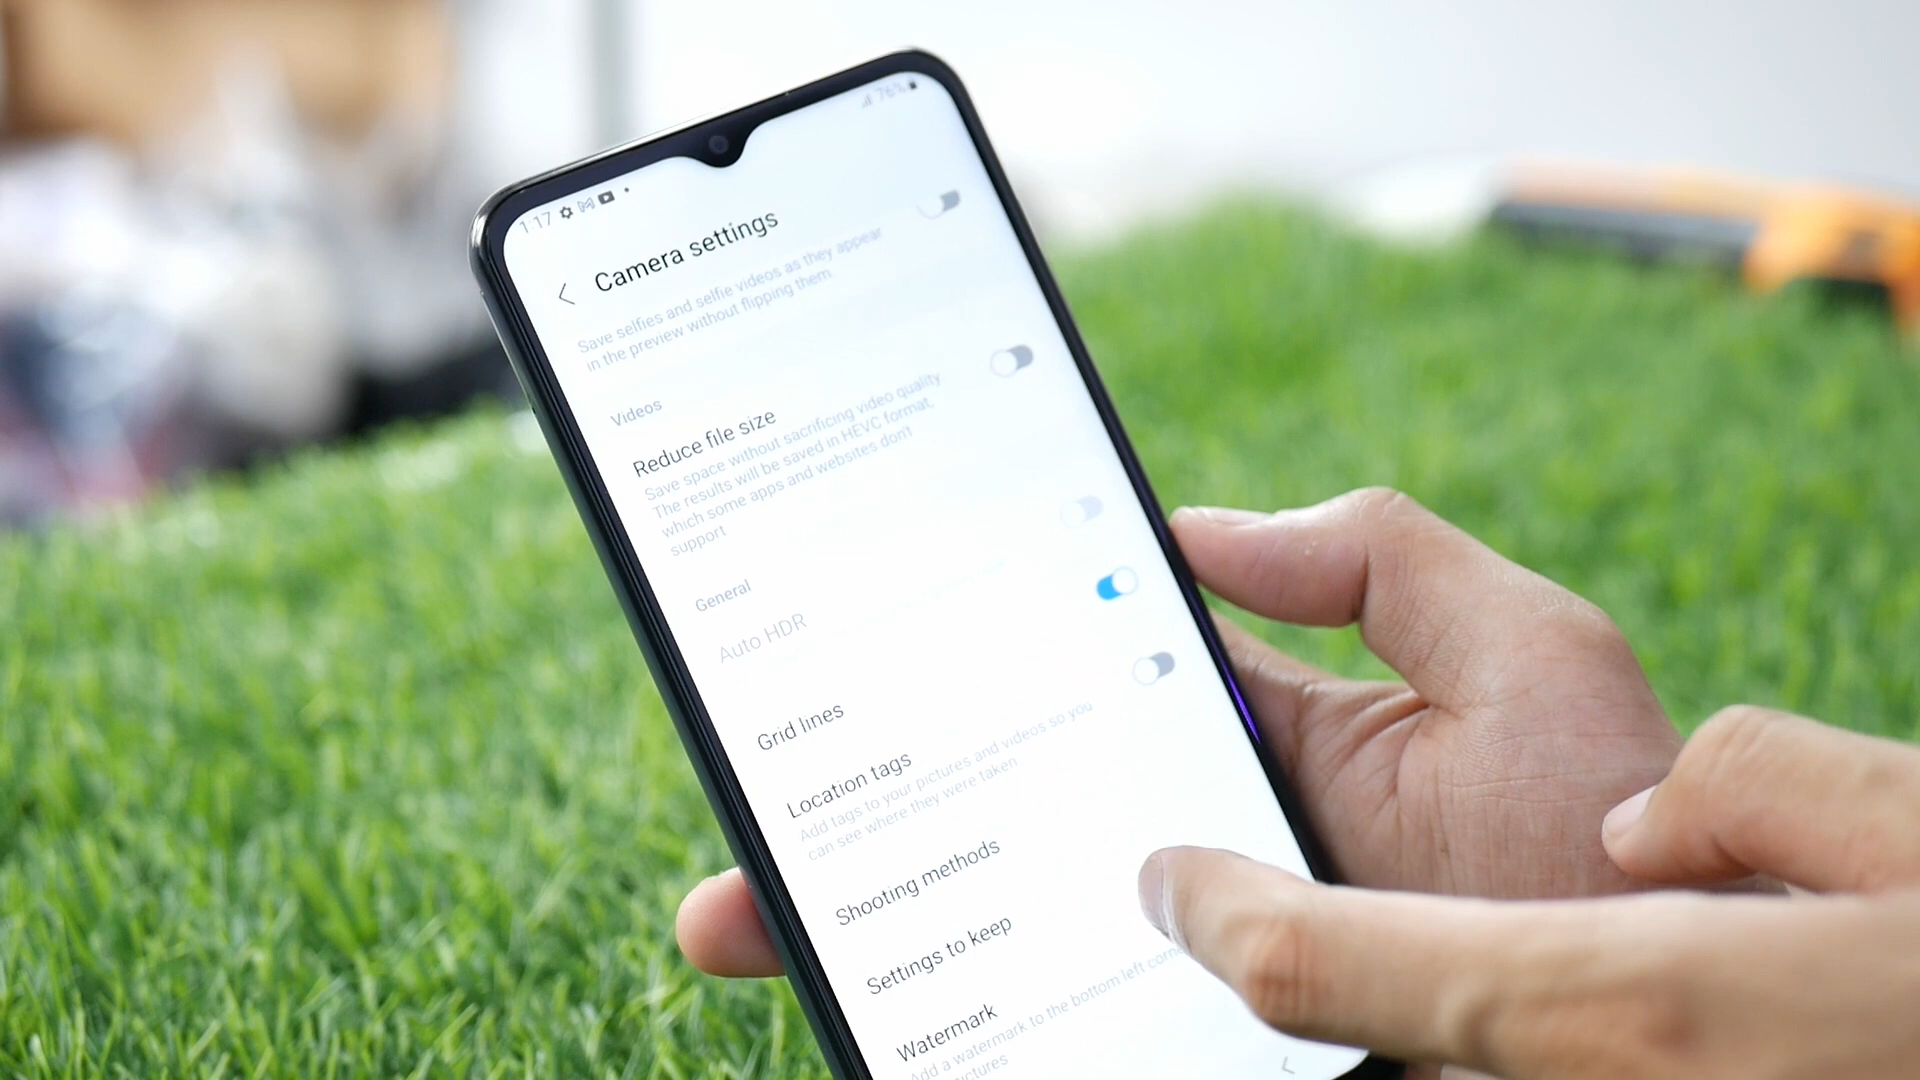 1:17
76%
Camera settings
Save selfies and selfie videos as they appear
in the preview without flipping them
Videos
Reduce file size
Save space without sacrificing video quality.
The results will be saved in HEVC format,
which some apps and websites don't
support
General
Auto HDR
Grid lines
Location tags
Add tags to your pictures and videos so you
can see where they were taken
Shooting methods
Settings to keep
Watermark
Add a watermark to the bottom left